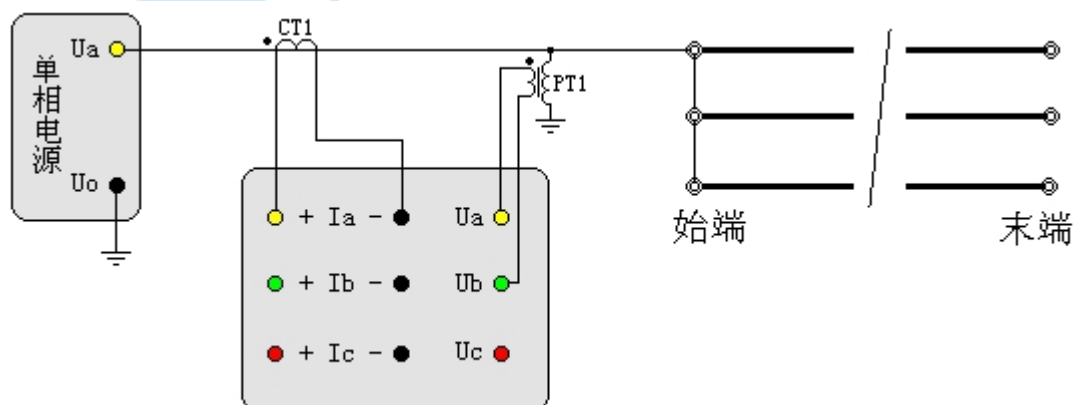 CT1
Ua
单相电源
PT1
Uo
+ Ia -
Ua
始端
末端
+ Ib -
Ub
+ Ic -
Uc